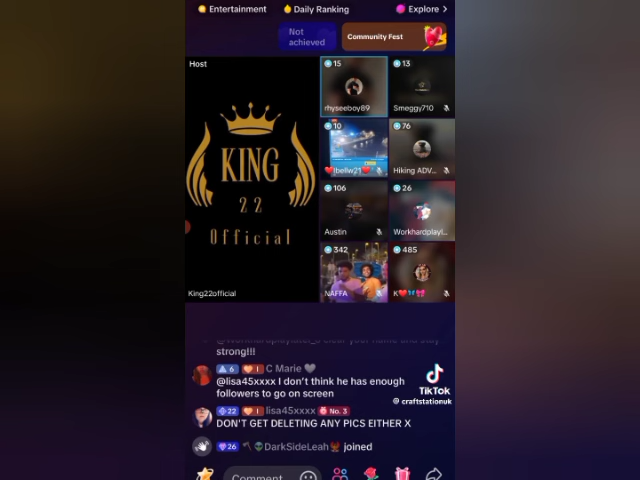 Entertainment
Daily Ranking
Explore >
Not
achieved
Community Fest
Host
KING
22
Official
King22official
15
rhyseeboy89
13
Smeggy710
10
lbellw21
76
Hiking ADV...
106
Austin
26
Workhardplayl...
342
NAFFA
485
K
strong!!!
6 1 C Marie
@lisa45xxxx I don't think he has enough
followers to go on screen
22 1 lisa45xxxx No. 3
DON'T GET DELETING ANY PICS EITHER X
26 DarkSideLeah joined
Comment...
TikTok
@craftstationuk